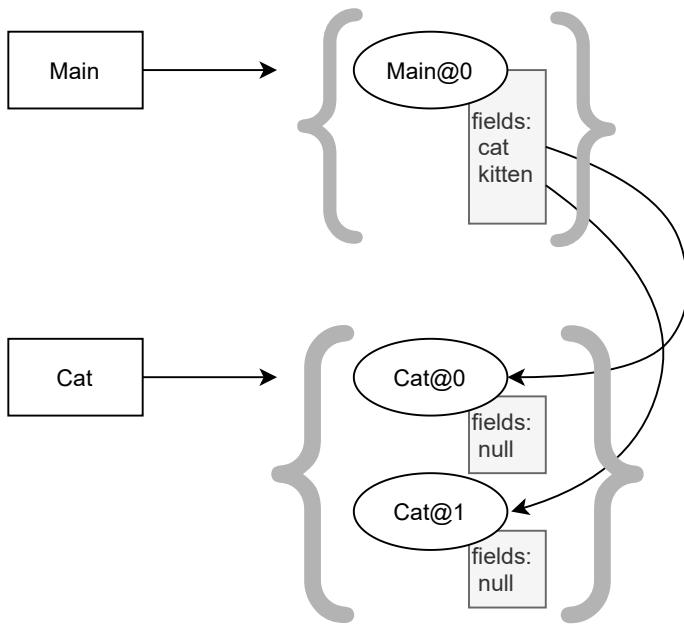 Main
Main@0
fields:
cat
kitten
Cat
Cat@0
fields:
null
Cat@1
fields:
null